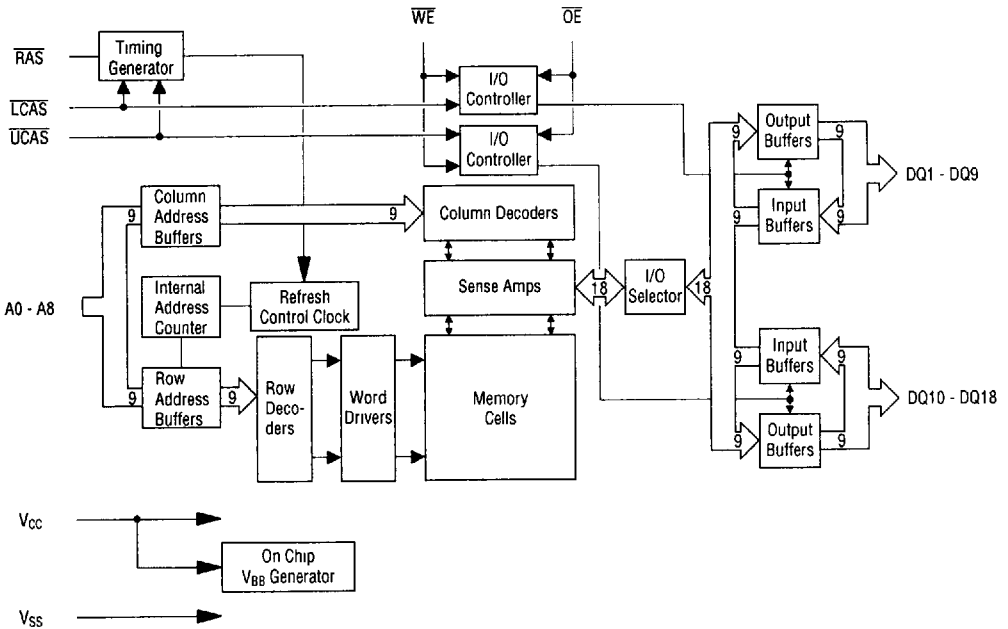 WE
OE
RAS
Timing
Generator
I/O
Controller
LCAS
UCAS
I/O
Controller
9
Output
Buffers
9
DQ1 - DQ9
9
Column
Address
Buffers
9
Column Decoders
9
Input
Buffers
9
A0 - A8
Internal
Address
Counter
Refresh
Control Clock
Sense Amps
18
I/O
Selector
18
9
Row
Address
Buffers
9
Row
Deco-
ders
Word
Drivers
Memory
Cells
9
Input
Buffers
9
DQ10 - DQ18
9
Output
Buffers
9
VCC
On Chip
VBB Generator
VSS